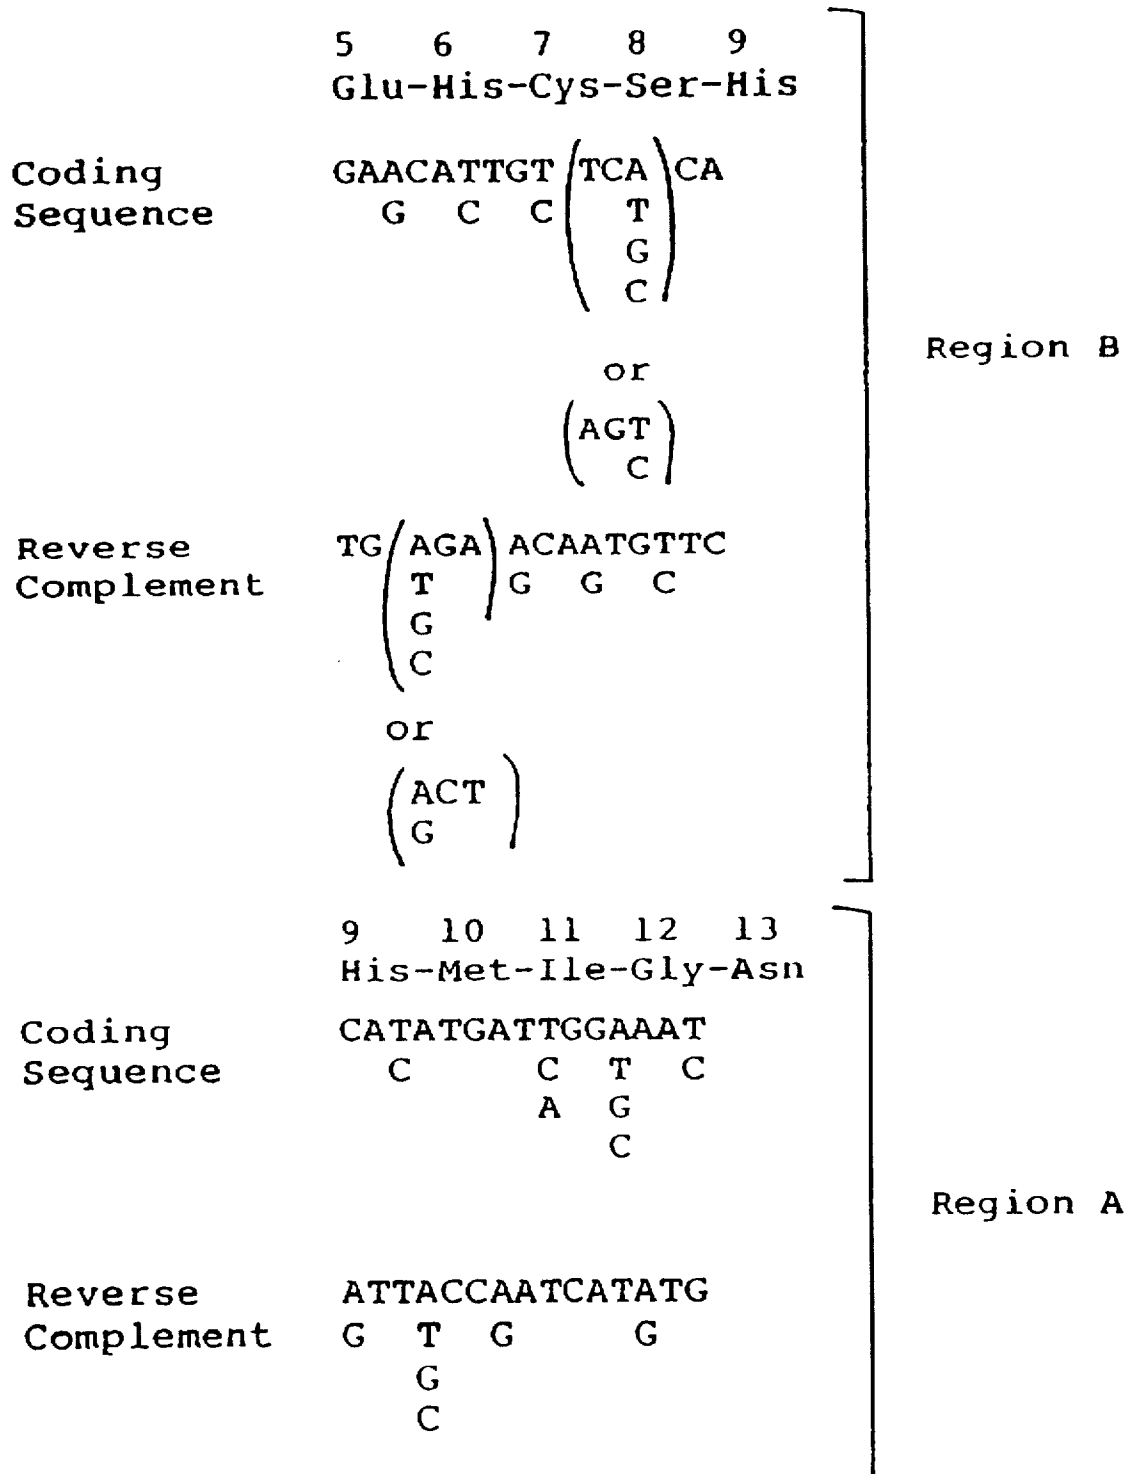 5 6 7 8 9
Glu-His-Cys-Ser-His
Coding GAACATTGT (TCA) CA
Sequence G C C T
G
C
Region B
or
(AGT)
C
Reverse TG (AGA) ACAATGTTC
Complement T G G C
G
C
or
(ACT)
G
9 10 11 12 13
His-Met-Ile-Gly-Asn
Coding CATATGATTGGAAAT
Sequence C C T C
A G
C
Region A
Reverse ATTACCAATCATATG
Complement G T G G
G
C